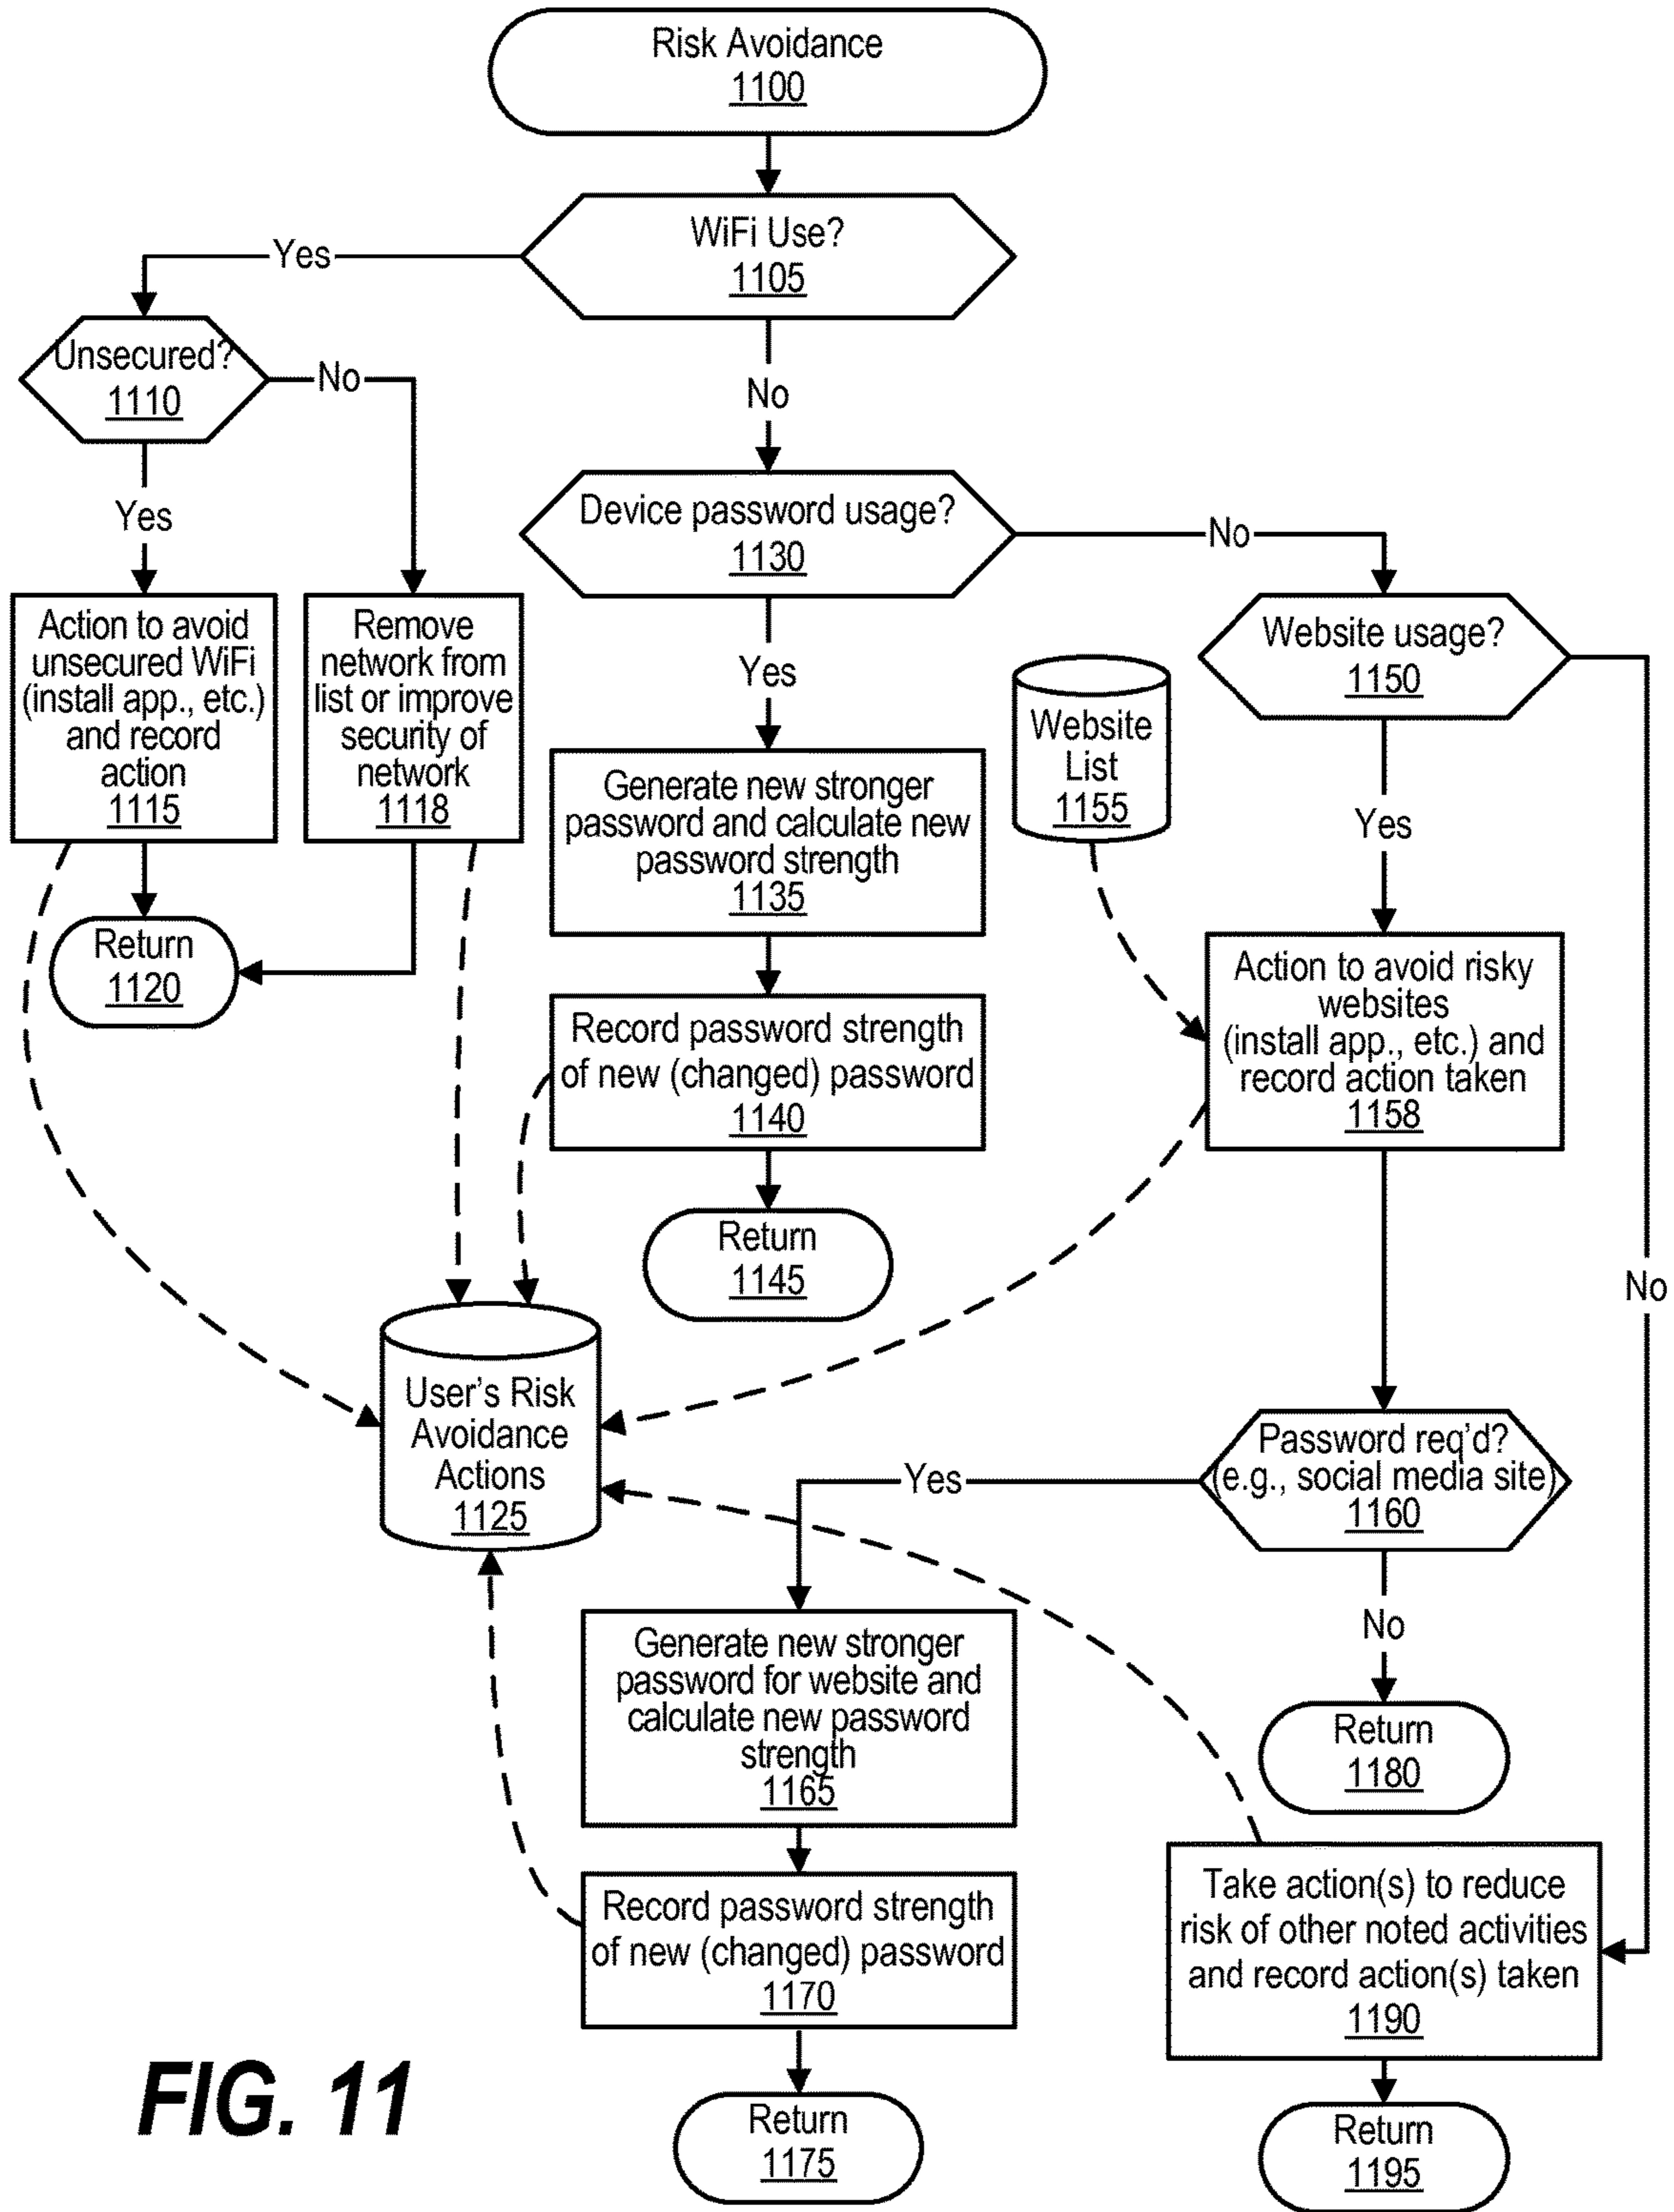 Risk Avoidance
1100
WiFi Use?
1105
Yes
No
Unsecured?
1110
No
Yes
Action to avoid
unsecured WiFi
(install app., etc.)
and record
action
1115
Remove
network from
list or improve
security of
network
1118
Return
1120
Device password usage?
1130
No
Yes
Generate new stronger
password and calculate new
password strength
1135
Record password strength
of new (changed) password
1140
Return
1145
Website usage?
1150
Yes
No
Website
List
1155
Action to avoid risky
websites
(install app., etc.) and
record action taken
1158
User's Risk
Avoidance
Actions
1125
Password req'd?
(e.g., social media site)
1160
Yes
No
Generate new stronger
password for website and
calculate new password
strength
1165
Record password strength
of new (changed) password
1170
Return
1175
Return
1180
Take action(s) to reduce
risk of other noted activities
and record action(s) taken
1190
Return
1195
FIG. 11